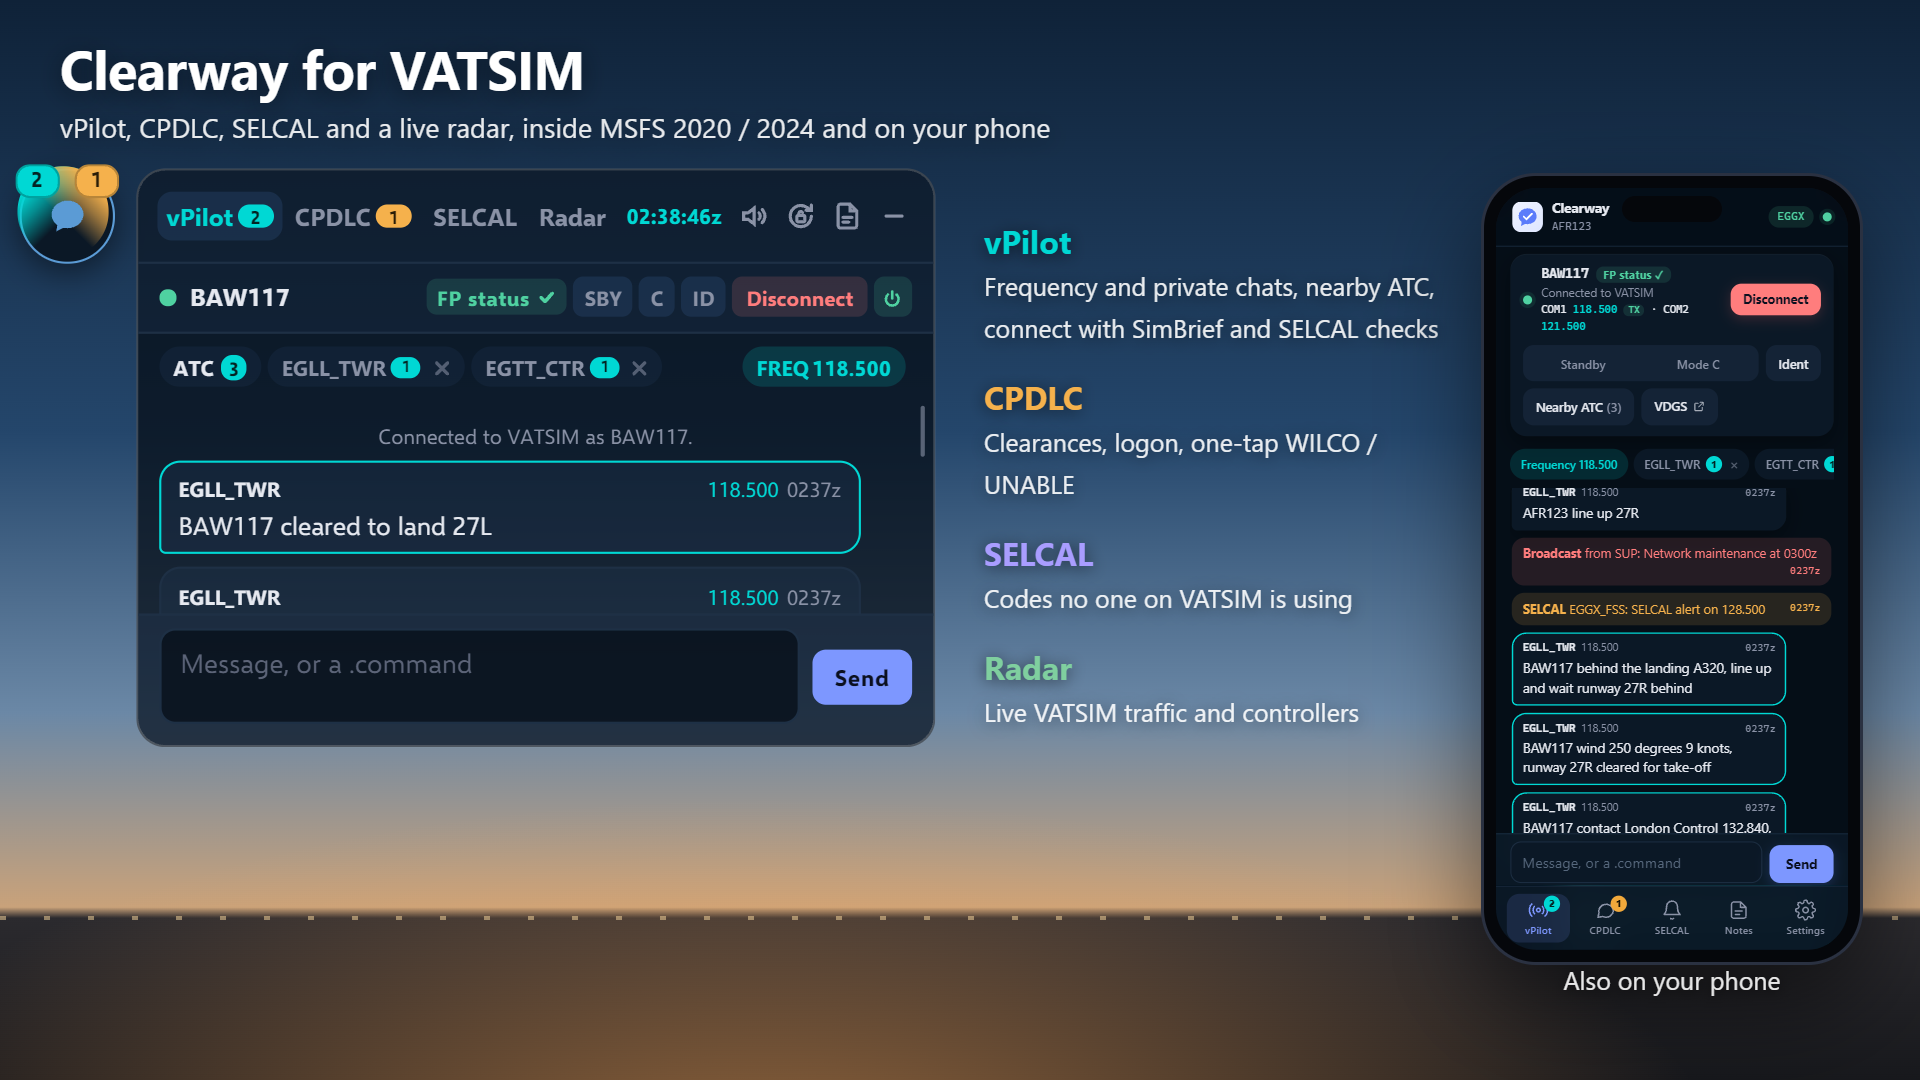 Clearway for VATSIM
vPilot, CPDLC, SELCAL and a live radar, inside MSFS 2020 / 2024 and on your phone
2 1
vPilot 2 CPDLC 1 SELCAL Radar 02:38:46z
BAW117 FP status SBY C ID Disconnect
ATC 3 EGLL_TWR 1 EGTT_CTR 1 FREQ 118.500
Connected to VATSIM as BAW117.
EGLL_TWR 118.500 0237z
BAW117 cleared to land 27L
EGLL_TWR 118.500 0237z
Message, or a .command
Send
vPilot
Frequency and private chats, nearby ATC,
connect with SimBrief and SELCAL checks
CPDLC
Clearances, logon, one-tap WILCO /
UNABLE
SELCAL
Codes no one on VATSIM is using
Radar
Live VATSIM traffic and controllers
Clearway
AFR123
EGGX
BAW117 FP status ✓
Connected to VATSIM
COM1 118.500 TX · COM2
121.500
Disconnect
Standby Mode C Ident
Nearby ATC (3) VDGS
Frequency 118.500 EGLL_TWR 1 × EGTT_CTR 1
EGLL_TWR 118.500 0237z
AFR123 line up 27R
Broadcast from SUP: Network maintenance at 0300z
0237z
SELCAL EGGX_FSS: SELCAL alert on 128.500 0237z
EGLL_TWR 118.500 0237z
BAW117 behind the landing A320, line up
and wait runway 27R behind
EGLL_TWR 118.500 0237z
BAW117 wind 250 degrees 9 knots,
runway 27R cleared for take-off
EGLL_TWR 118.500 0237z
BAW117 contact London Control 132.840.
Message, or a .command
Send
2 1
vPilot CPDLC SELCAL Notes Settings
Also on your phone